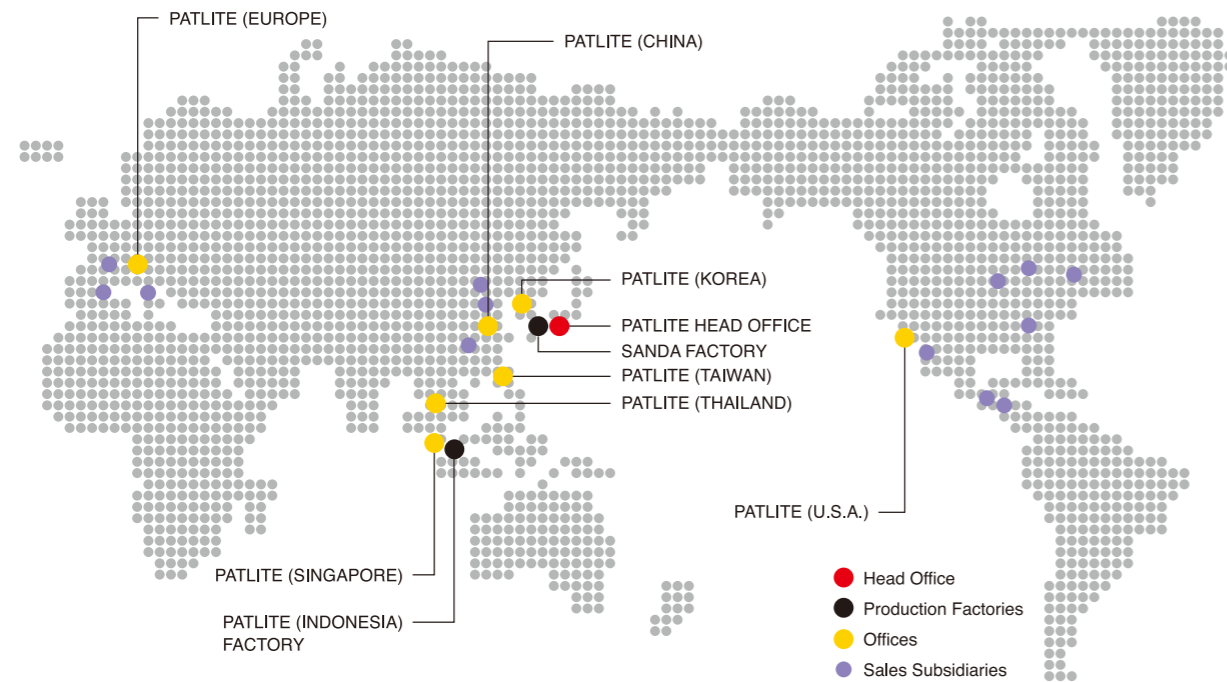 PATLITE (EUROPE)
PATLITE (CHINA)
PATLITE (KOREA)
PATLITE HEAD OFFICE
SANDA FACTORY
PATLITE (TAIWAN)
PATLITE (THAILAND)
PATLITE (U.S.A.)
PATLITE (SINGAPORE)
PATLITE (INDONESIA)
FACTORY
Head Office
Production Factories
Offices
Sales Subsidiaries